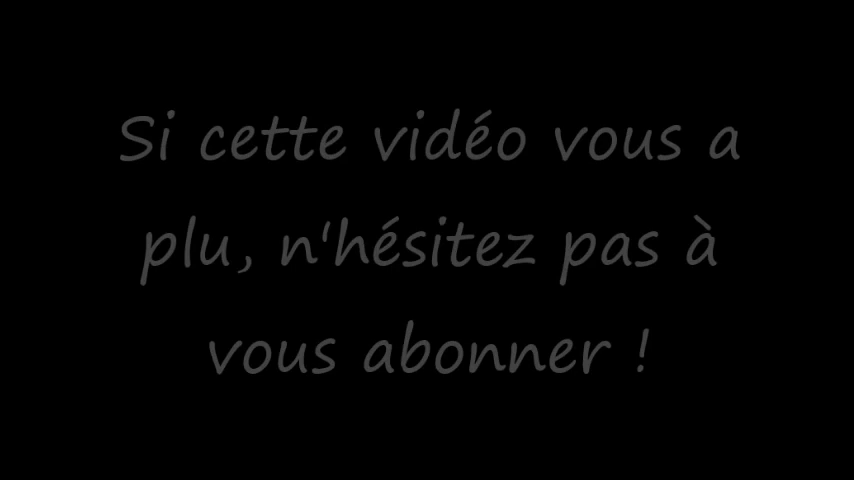 Si cette vidéo vous a
plu, n'hésitez pas à
vous abonner !